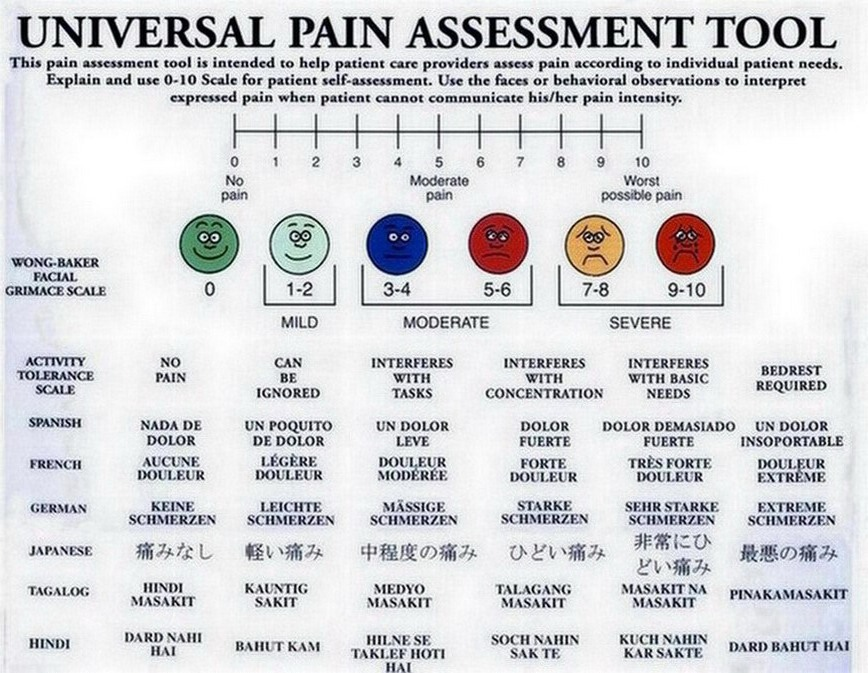 UNIVERSAL PAIN ASSESSMENT TOOL
This pain assessment tool is intended to help patient care providers assess pain according to individual patient needs.
Explain and use 0-10 Scale for patient self-assessment. Use the faces or behavioral observations to interpret
expressed pain when patient cannot communicate his/her pain intensity.
0 1 2 3 4 5 6 7 8 9 10
No pain
Moderate pain
Worst possible pain
WONG-BAKER
FACIAL
GRIMACE SCALE
0 1-2 3-4 5-6 7-8 9-10
MILD MODERATE SEVERE
ACTIVITY
TOLERANCE
SCALE
NO
PAIN
CAN
BE
IGNORED
INTERFERES
WITH
TASKS
INTERFERES
WITH
CONCENTRATION
INTERFERES
WITH BASIC
NEEDS
BEDREST
REQUIRED
SPANISH
NADA DE
DOLOR
UN POQUITO
DE DOLOR
UN DOLOR
LEVE
DOLOR
FUERTE
DOLOR DEMASIADO
FUERTE
UN DOLOR
INSOPORTABLE
FRENCH
AUCUNE
DOULEUR
LÉGÈRE
DOULEUR
DOULEUR
MODÉRÉE
FORTE
DOULEUR
TRÈS FORTE
DOULEUR
DOULEUR
EXTRÊME
GERMAN
KEINE
SCHMERZEN
LEICHTE
SCHMERZEN
MÄSSIGE
SCHMERZEN
STARKE
SCHMERZEN
SEHR STARKE
SCHMERZEN
EXTREME
SCHMERZEN
JAPANESE
痛みなし
軽い痛み
中程度の痛み
ひどい痛み
非常にひ
どい痛み
最悪の痛み
TAGALOG
HINDI
MASAKIT
KAUNTIG
SAKIT
MEDYO
MASAKIT
TALAGANG
MASAKIT
MASAKIT NA
MASAKIT
PINAKAMASAKIT
HINDI
DARD NAHI
HAI
BAHUT KAM
HILNE SE
TAKLEF HOTI
HAI
SOCH NAHIN
SAK TE
KUCH NAHIN
KAR SAKTE
DARD BAHUT HAI